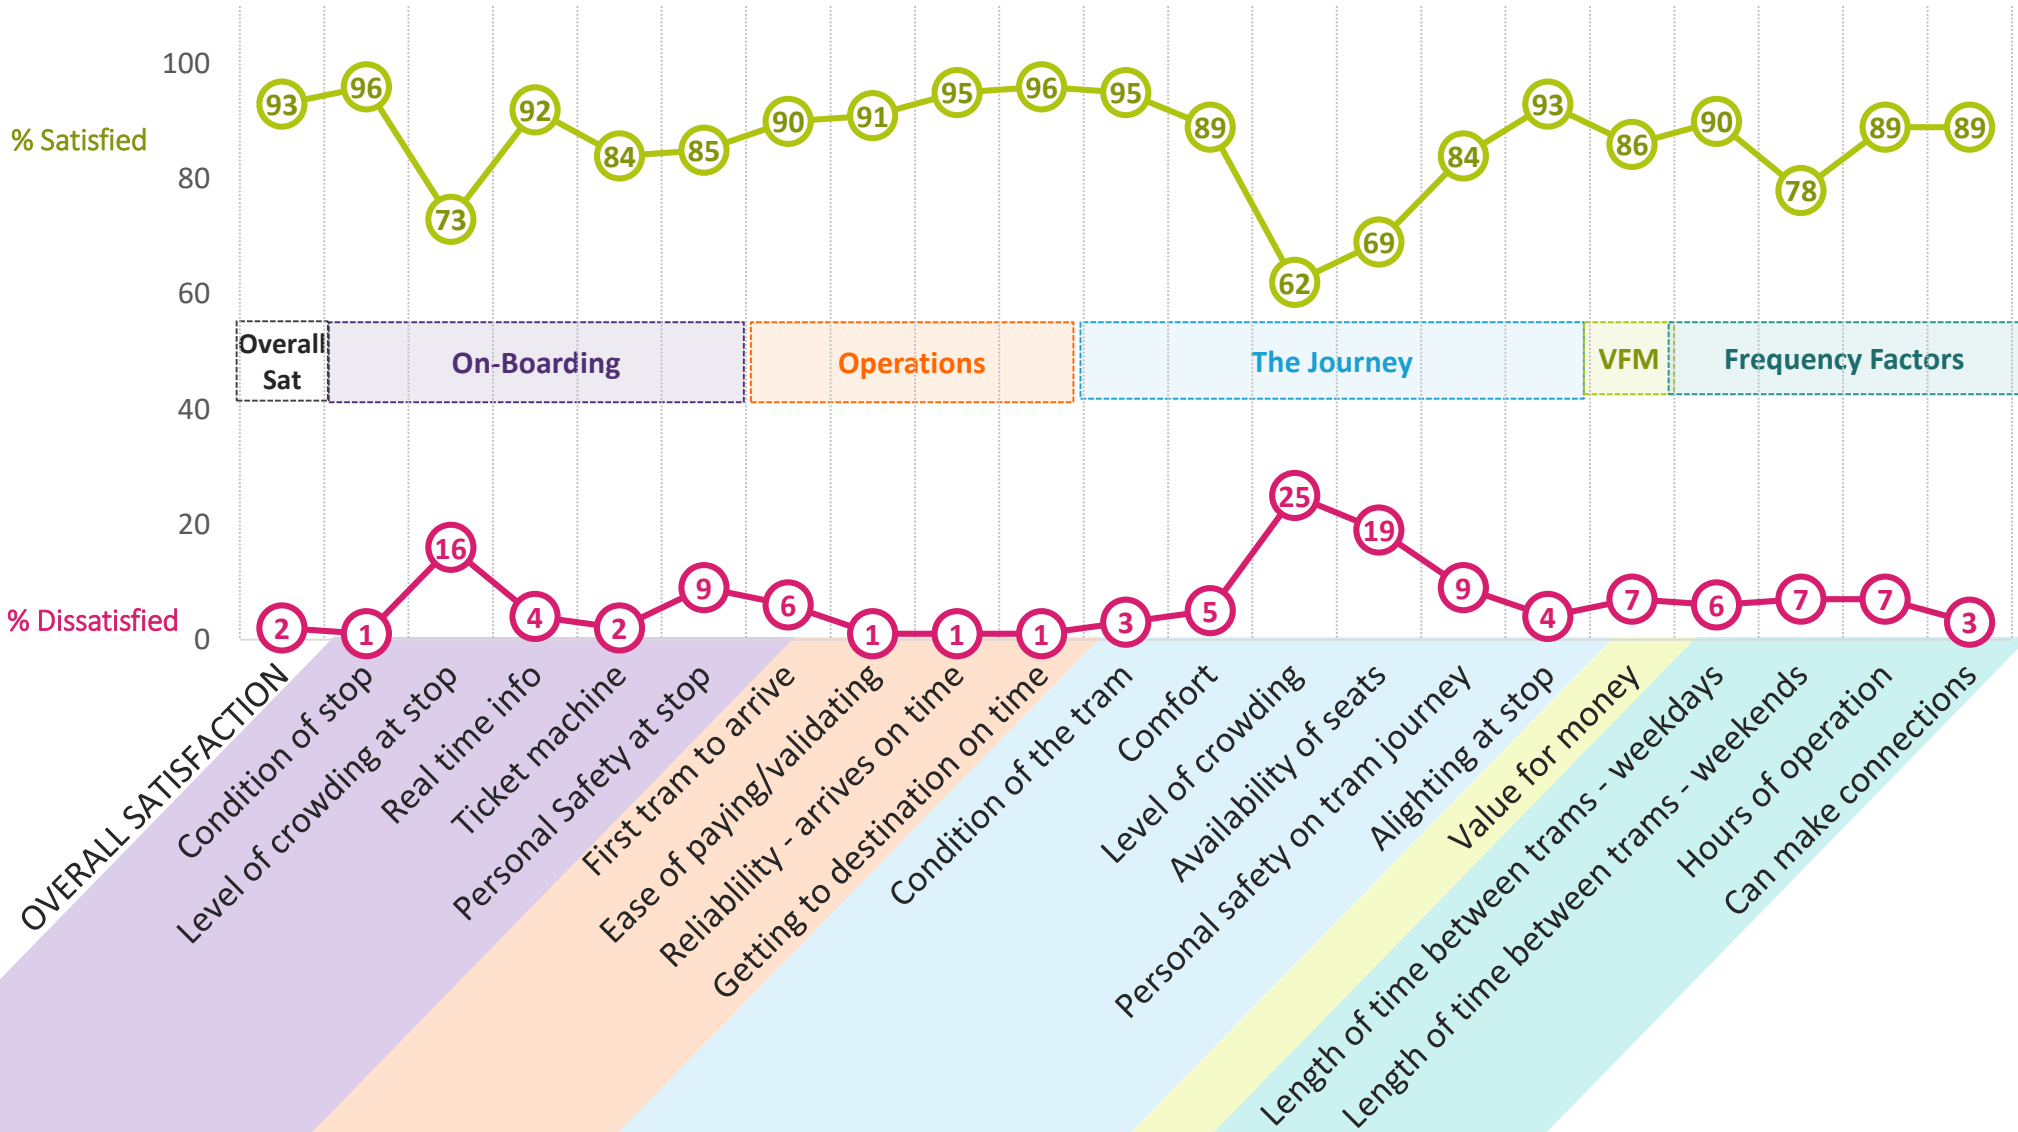 100
80
60
40
20
0
% Satisfied
93
96
73
92
84
85
90
91
95
96
95
89
62
69
84
93
86
90
78
89
89
Overall
Sat
On-Boarding
Operations
The Journey
VFM
Frequency Factors
% Dissatisfied
2
1
16
4
2
9
6
1
1
1
3
5
25
19
9
4
7
6
7
7
3
OVERALL SATISFACTION
Condition of stop
Level of crowding at stop
Real time info
Ticket machine
Personal Safety at stop
First tram to arrive
Ease of paying/validating
Reliablility - arrives on time
Getting to destination on time
Condition of the tram
Comfort
Level of crowding
Availability of seats
Personal safety on tram journey
Alighting at stop
Value for money
Length of time between trams - weekdays
Length of time between trams - weekends
Hours of operation
Can make connections